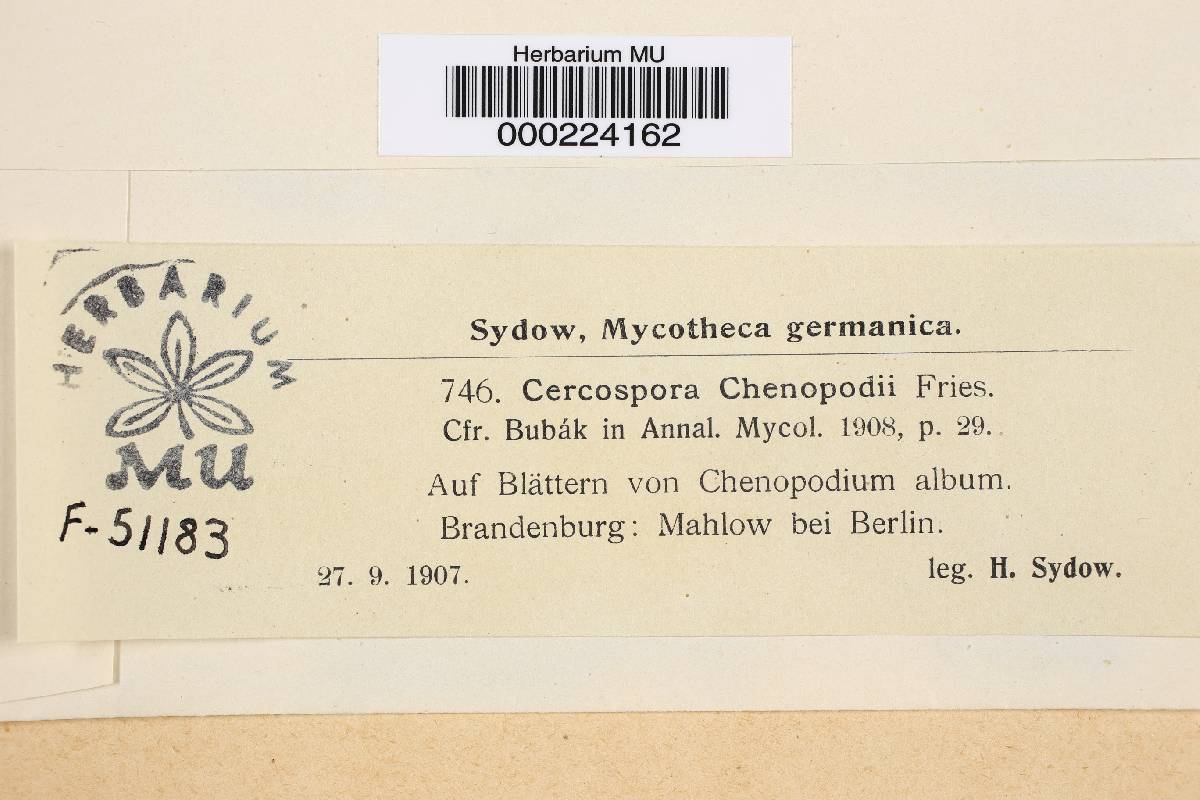 Herbarium MU
000224162
HERBARIUM
MU
F-51183
Sydow, Mycotheca germanica.
746. Cercospora Chenopodii Fries.
Cfr. Bubák in Annal. Mycol. 1908, p. 29.
Auf Blättern von Chenopodium album.
Brandenburg: Mahlow bei Berlin.
27. 9. 1907. leg. H. Sydow.